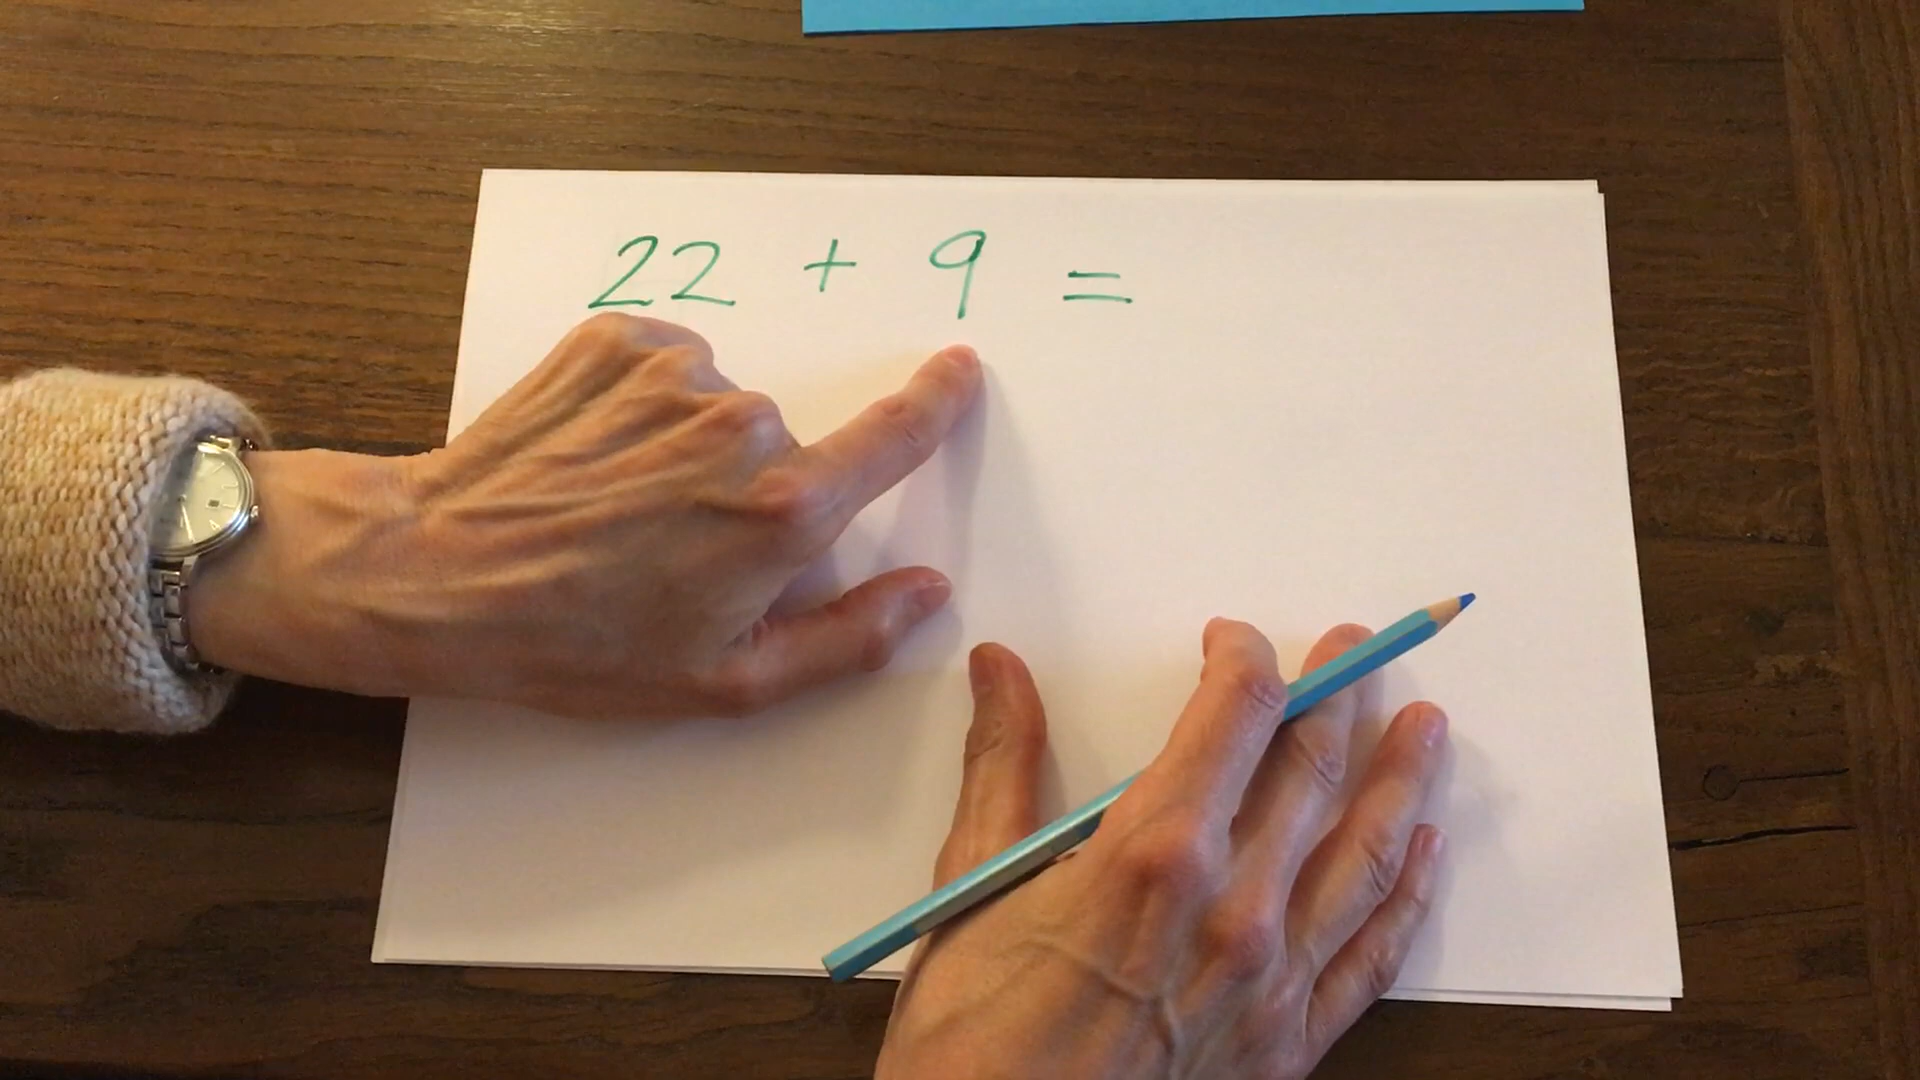 22 + 9 =